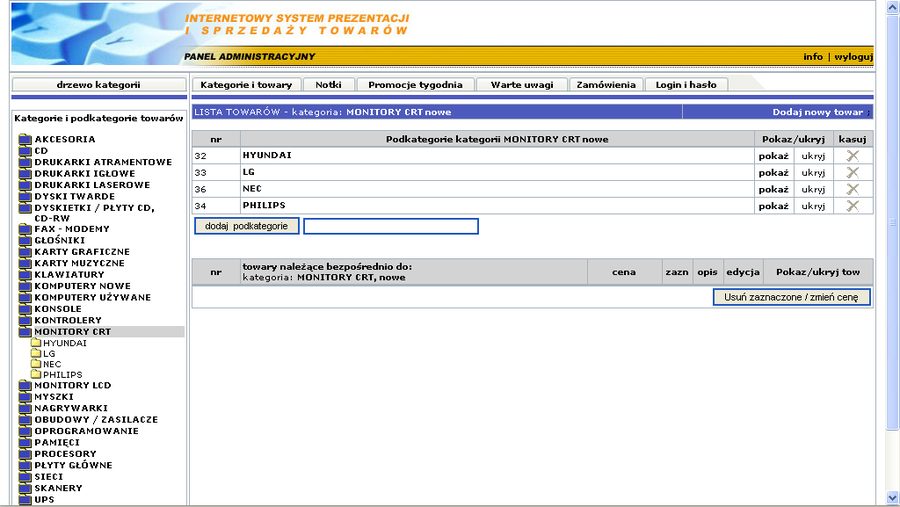 INTERNETOWY SYSTEM PREZENTACJI
I SPRZEDAŻY TOWARÓW
PANEL ADMINISTRACYJNY
info | wyloguj
drzewo kategorii
Kategorie i towary
Notki
Promocje tygodnia
Warte uwagi
Zamówienia
Login i hasło
Kategorie i podkategorie towarów
AKCESORIA
CD
DRUKARKI ATRAMENTOWE
DRUKARKI IGŁOWE
DRUKARKI LASEROWE
DYSKI TWARDE
DYSKIETKI / PŁYTY CD,
CD-RW
FAX - MODEMY
GŁOŚNIKI
KARTY GRAFICZNE
KARTY MUZYCZNE
KLAWIATURY
KOMPUTERY NOWE
KOMPUTERY UŻYWANE
KONSOLE
KONTROLERY
MONITORY CRT
HYUNDAI
LG
NEC
PHILIPS
MONITORY LCD
MYSZKI
NAGRYWARKI
OBUDOWY / ZASILACZE
OPROGRAMOWANIE
PAMIĘCI
PROCESORY
PŁYTY GŁÓWNE
SIECI
SKANERY
UPS
LISTA TOWARÓW - kategoria: MONITORY CRT nowe
Dodaj nowy towar
nr Podkategorie kategorii MONITORY CRT nowe Pokaż/ukryj kasuj
32 HYUNDAI pokaż ukryj
33 LG pokaż ukryj
36 NEC pokaż ukryj
34 PHILIPS pokaż ukryj
dodaj podkategorie
nr towary należące bezpośrednio do: cena zazn opis edycja Pokaż/ukryj tow
kategoria: MONITORY CRT, nowe
Usuń zaznaczone / zmień cenę